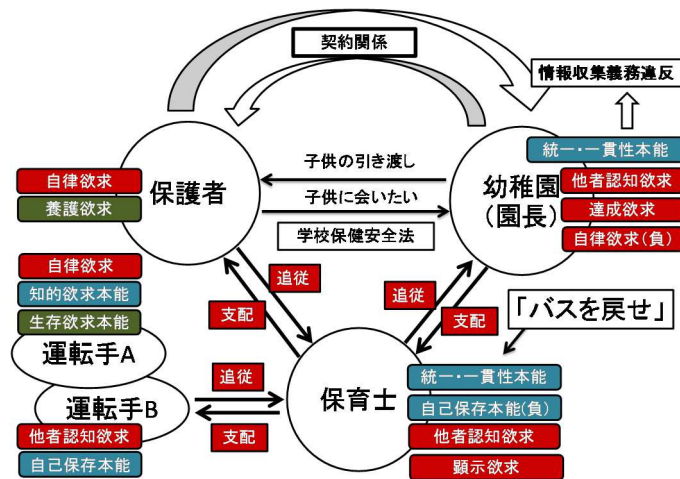 契約関係
情報収集義務違反
統一・一貫性本能
自律欲求
養護欲求
保護者
子供の引き渡し
子供に会いたい
学校保健安全法
幼稚園
(園長)
他者認知欲求
達成欲求
自律欲求(負)
自律欲求
知的欲求本能
生存欲求本能
運転手A
運転手B
他者認知欲求
自己保存本能
追従
支配
追従
支配
「バスを戻せ」
追従
支配
保育士
統一・一貫性本能
自己保存本能(負)
他者認知欲求
顕示欲求